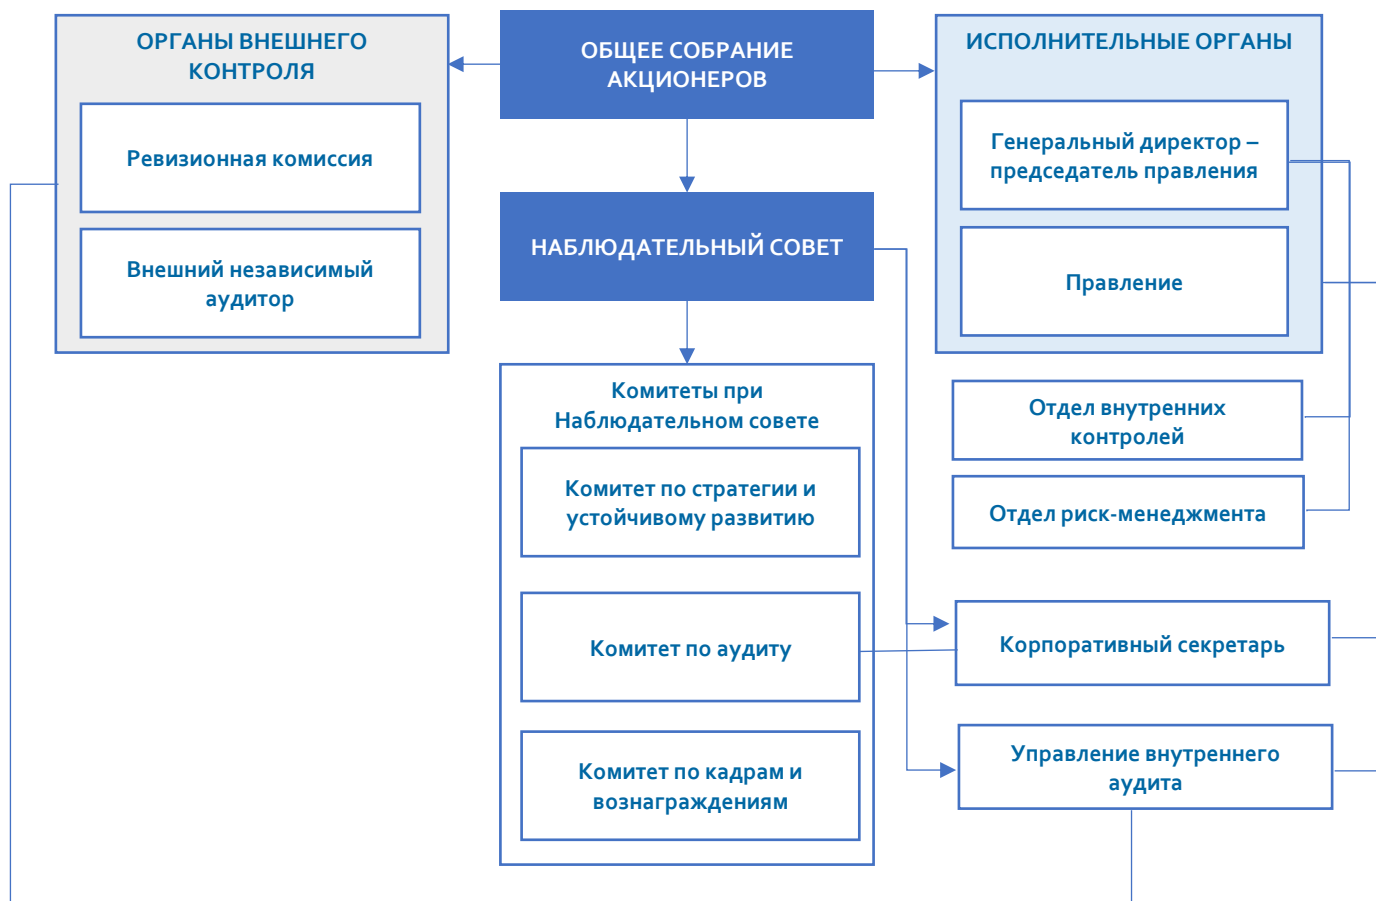 ОРГАНЫ ВНЕШНЕГО
КОНТРОЛЯ
Ревизионная комиссия
Внешний независимый
аудитор
ОБЩЕЕ СОБРАНИЕ
АКЦИОНЕРОВ
НАБЛЮДАТЕЛЬНЫЙ СОВЕТ
Комитеты при
Наблюдательном совете
Комитет по стратегии и
устойчивому развитию
Комитет по аудиту
Комитет по кадрам и
вознаграждениям
ИСПОЛНИТЕЛЬНЫЕ ОРГАНЫ
Генеральный директор –
председатель правления
Правление
Отдел внутренних
контролей
Отдел риск-менеджмента
Корпоративный секретарь
Управление внутреннего
аудита